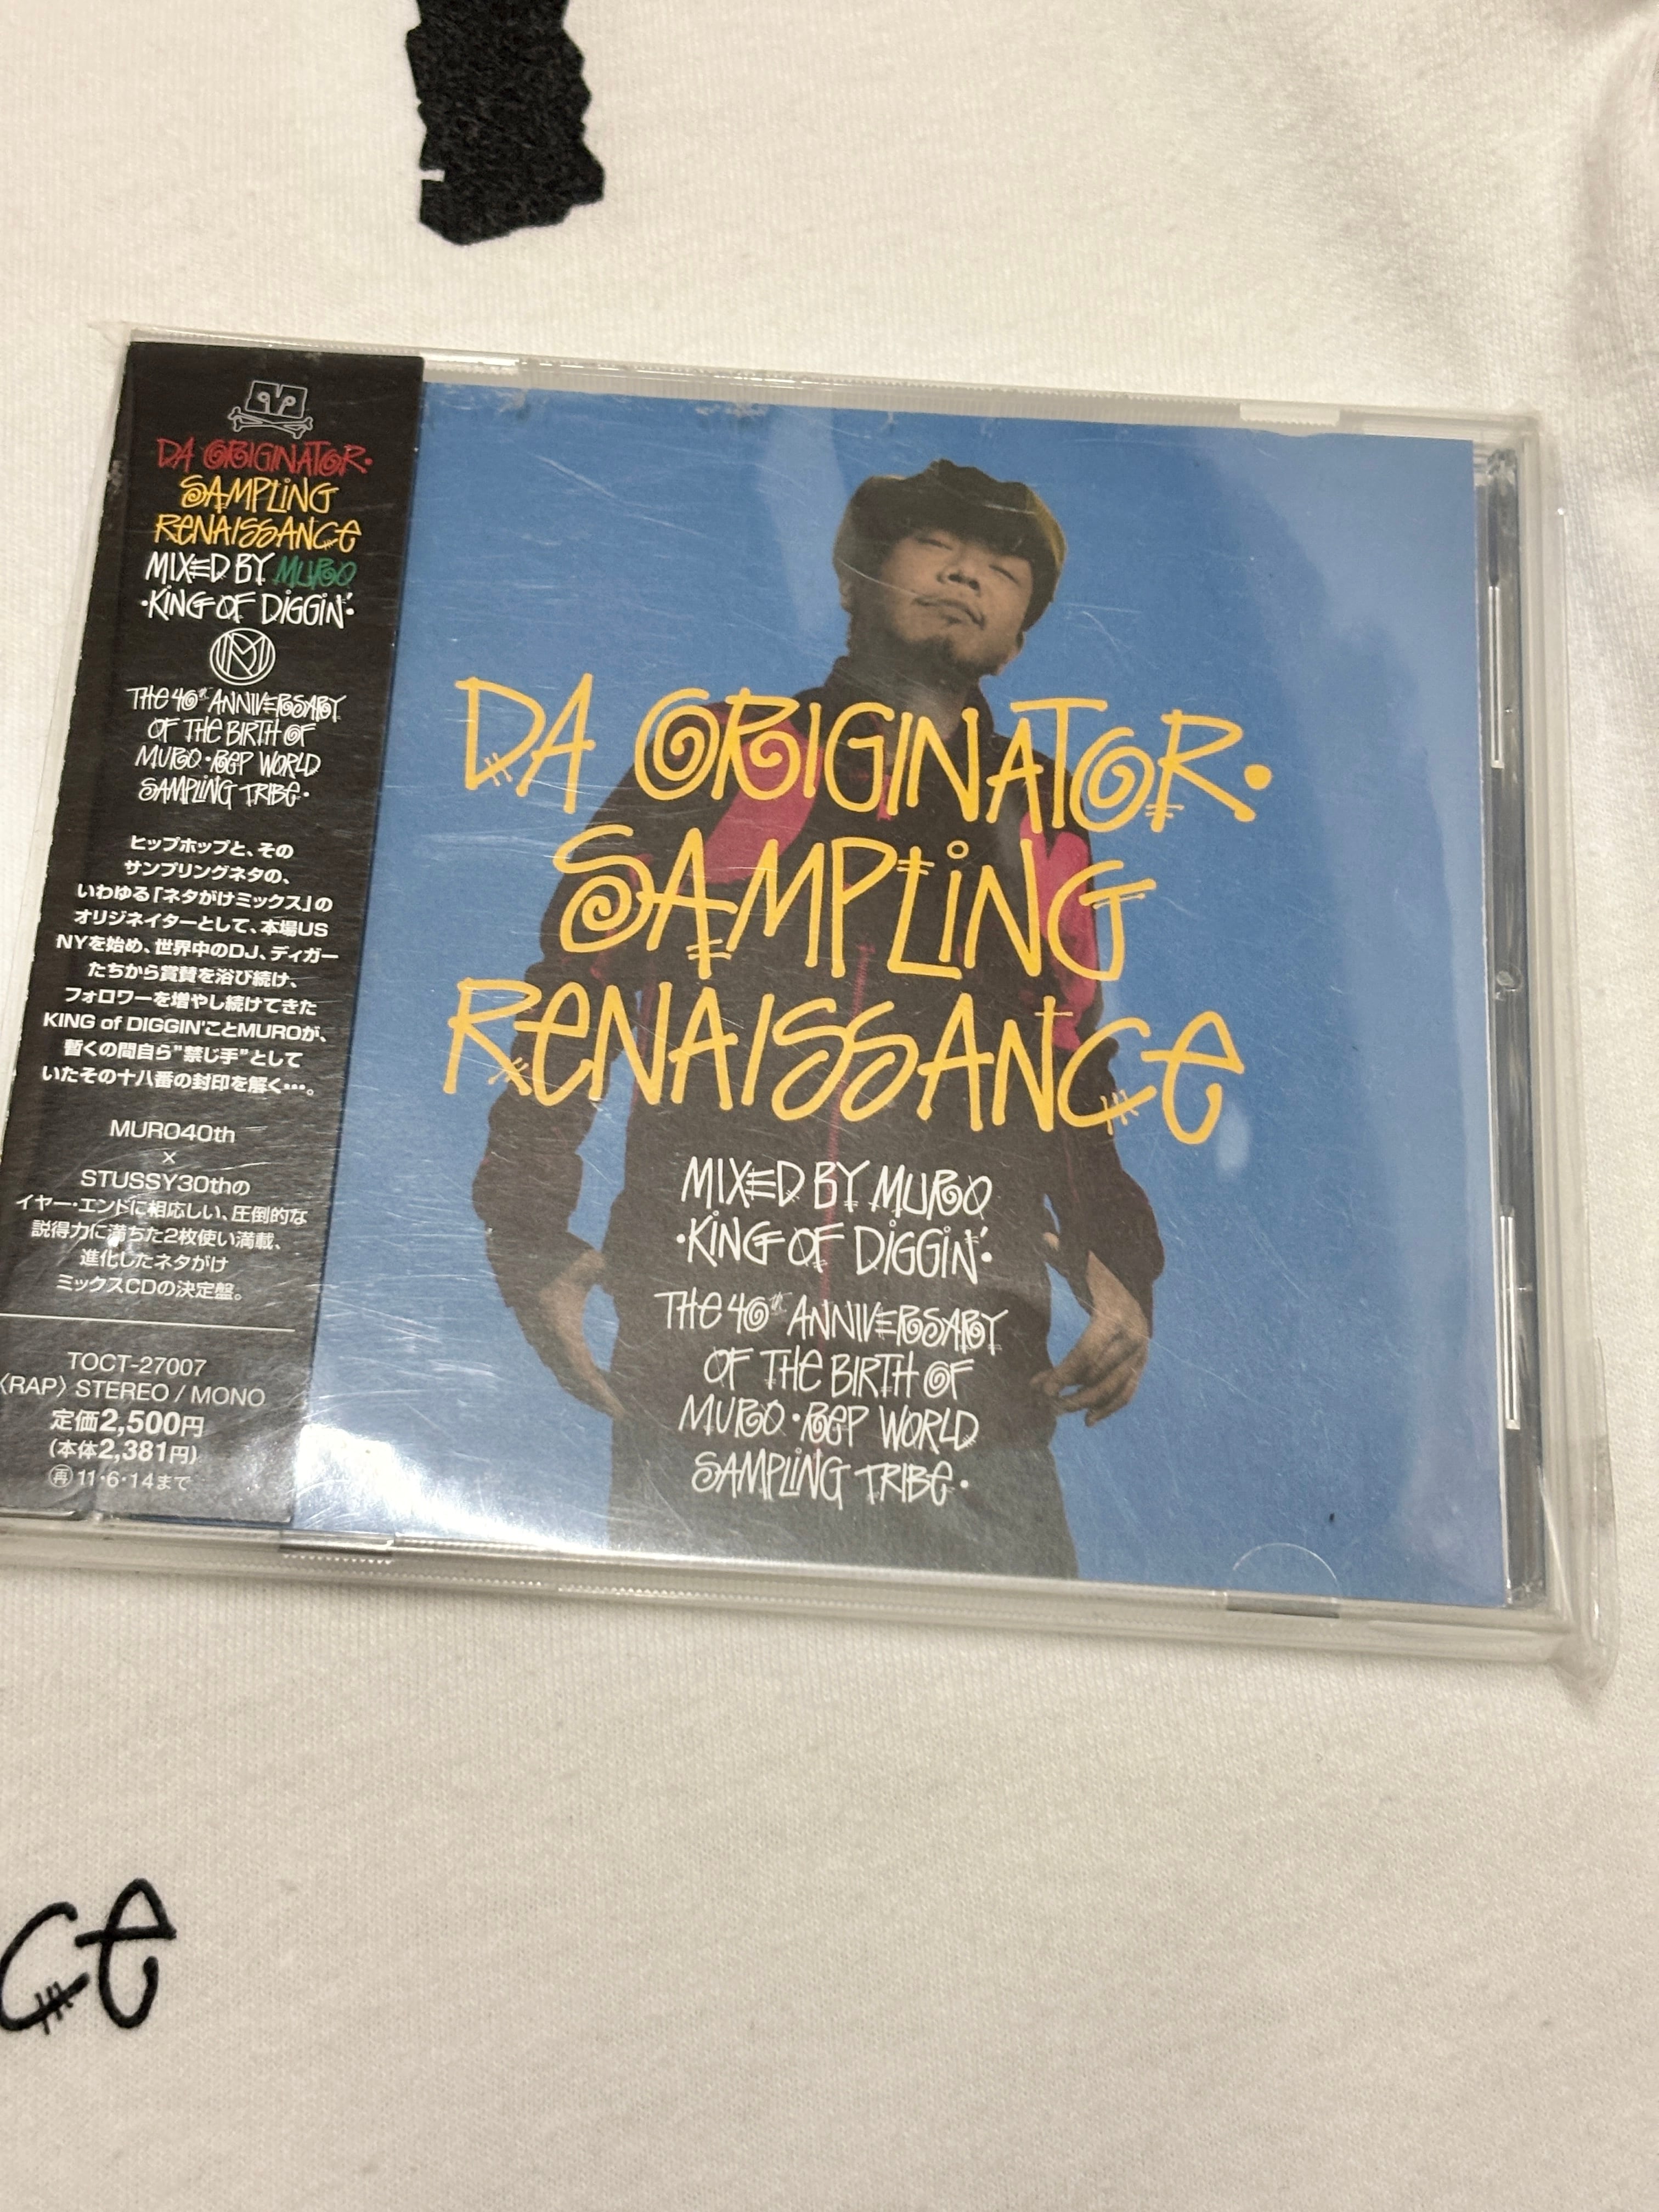 DA ORIGINATOR•
SAMPLING
RENAISSANCE
MIXED BY MURO
•KING OF DIGGIN'•
THE 40th ANNIVERSARY
OF THE BIRTH OF
MURO•REP WORLD
SAMPLING TRIBE•
ヒップホップと、その
サンプリングネタの、
いわゆる「ネタがけミックス」の
オリジネイターとして、本場US
NYを始め、世界中のDJ、ディガー
たちから賞賛を浴び続け、
フォロワーを増やし続けてきた
KING of DIGGIN'ことMUROが、
暫くの間自ら"禁じ手"として
いたその十八番の封印を解く…。
MURO40th
×
STUSSY30thの
イヤー・エンドに相応しい、圧倒的な
説得力に満ちた2枚使い満載、
進化したネタがけ
ミックスCDの決定盤。
TOCT-27007
〈RAP〉 STEREO / MONO
定価2,500円
(本体2,381円)
再 11・6・14まで
DA ORIGINATOR•
SAMPLING
RENAISSANCE
MIXED BY MURO
•KING OF DIGGIN'•
THE 40th ANNIVERSARY
OF THE BIRTH OF
MURO•REP WORLD
SAMPLING TRIBE•
ce